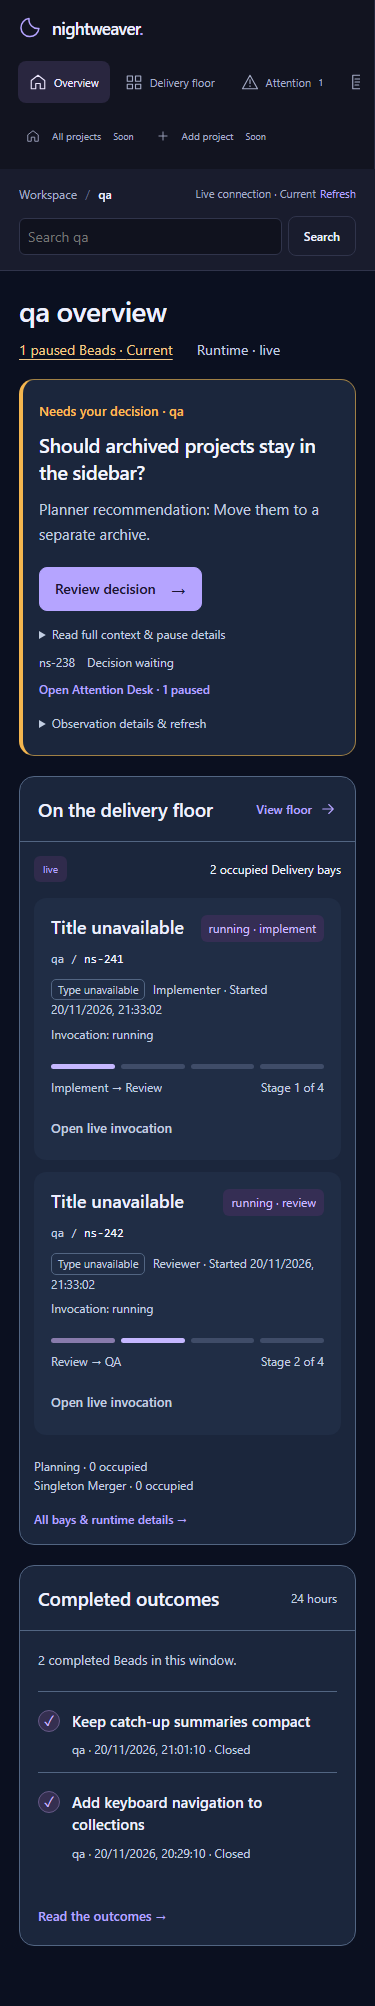 nightweaver.
Overview
Delivery floor
Attention 1
All projects Soon
Add project Soon
Workspace / qa
Live connection · Current Refresh
Search qa
Search
qa overview
1 paused Beads · Current
Runtime · live
Needs your decision · qa
Should archived projects stay in
the sidebar?
Planner recommendation: Move them to a
separate archive.
Review decision →
▶ Read full context & pause details
ns-238 Decision waiting
Open Attention Desk · 1 paused
▶ Observation details & refresh
On the delivery floor
View floor →
live
2 occupied Delivery bays
Title unavailable
running · implement
qa / ns-241
Type unavailable Implementer · Started
20/11/2026, 21:33:02
Invocation: running
Implement → Review
Stage 1 of 4
Open live invocation
Title unavailable
running · review
qa / ns-242
Type unavailable Reviewer · Started 20/11/2026,
21:33:02
Invocation: running
Review → QA
Stage 2 of 4
Open live invocation
Planning · 0 occupied
Singleton Merger · 0 occupied
All bays & runtime details →
Completed outcomes
24 hours
2 completed Beads in this window.
Keep catch-up summaries compact
qa · 20/11/2026, 21:01:10 · Closed
Add keyboard navigation to
collections
qa · 20/11/2026, 20:29:10 · Closed
Read the outcomes →